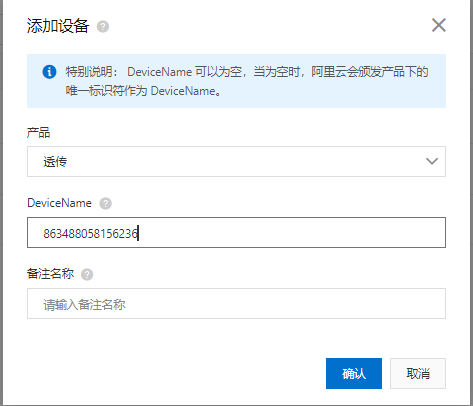 添加设备
特别说明： DeviceName 可以为空，当为空时，阿里云会颁发产品下的
唯一标识符作为 DeviceName。
产品
透传
DeviceName
863488058156236
备注名称
请输入备注名称
确认
取消